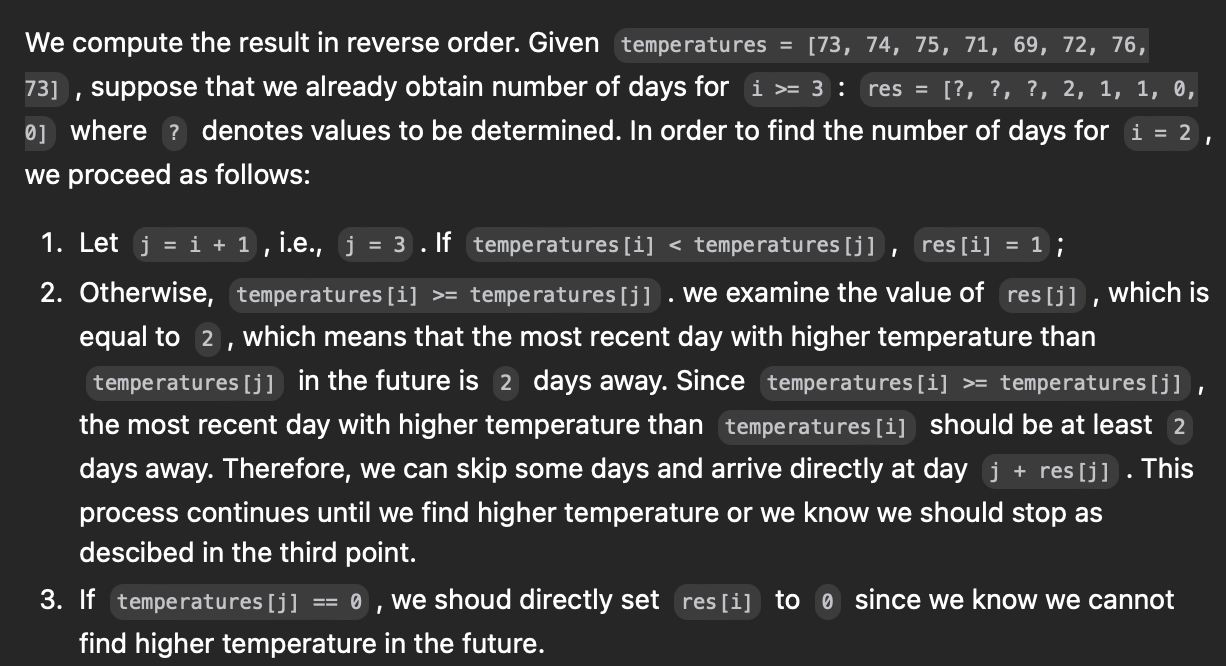 We compute the result in reverse order. Given temperatures = [73, 74, 75, 71, 69, 72, 76,
73] , suppose that we already obtain number of days for i >= 3 : res = [?, ?, ?, 2, 1, 1, 0,
0] where ? denotes values to be determined. In order to find the number of days for i = 2 ,
we proceed as follows:
1. Let j = i + 1 , i.e., j = 3 . If temperatures[i] < temperatures[j] , res[i] = 1 ;
2. Otherwise, temperatures[i] >= temperatures[j] . we examine the value of res[j] , which is
equal to 2 , which means that the most recent day with higher temperature than
temperatures[j] in the future is 2 days away. Since temperatures[i] >= temperatures[j] ,
the most recent day with higher temperature than temperatures[i] should be at least 2
days away. Therefore, we can skip some days and arrive directly at day j + res[j] . This
process continues until we find higher temperature or we know we should stop as
descibed in the third point.
3. If temperatures[j] == 0 , we shoud directly set res[i] to 0 since we know we cannot
find higher temperature in the future.